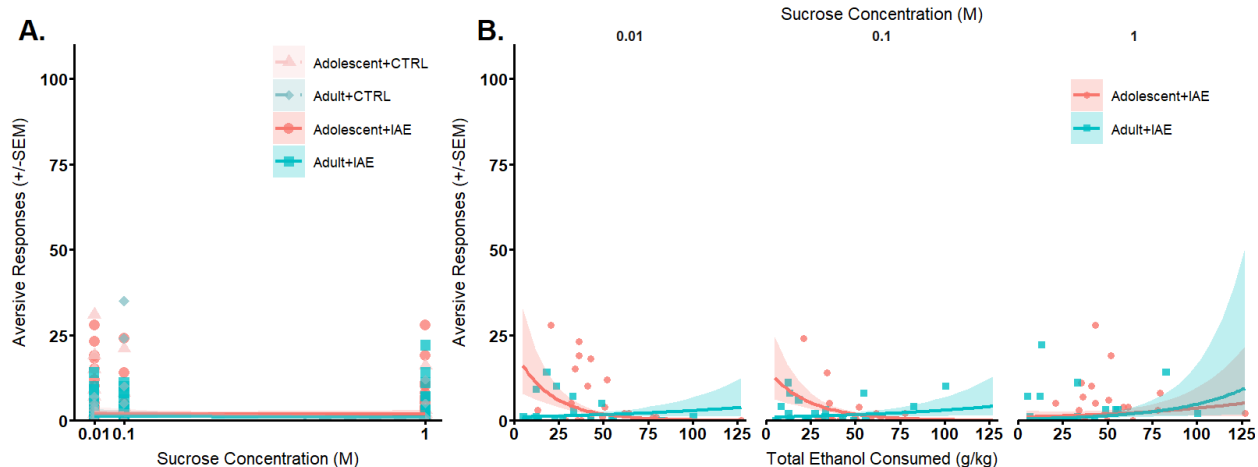 A.
Aversive Responses (+/-SEM)
100
75
50
25
0
0.01
0.1
1
Sucrose Concentration (M)
Adolescent+CTRL
Adult+CTRL
Adolescent+IAE
Adult+IAE
B.
Sucrose Concentration (M)
0.01
0.1
1
Aversive Responses (+/-SEM)
100
75
50
25
0
Adolescent+IAE
Adult+IAE
0 25 50 75 100 125
0 25 50 75 100 125
0 25 50 75 100 125
Total Ethanol Consumed (g/kg)